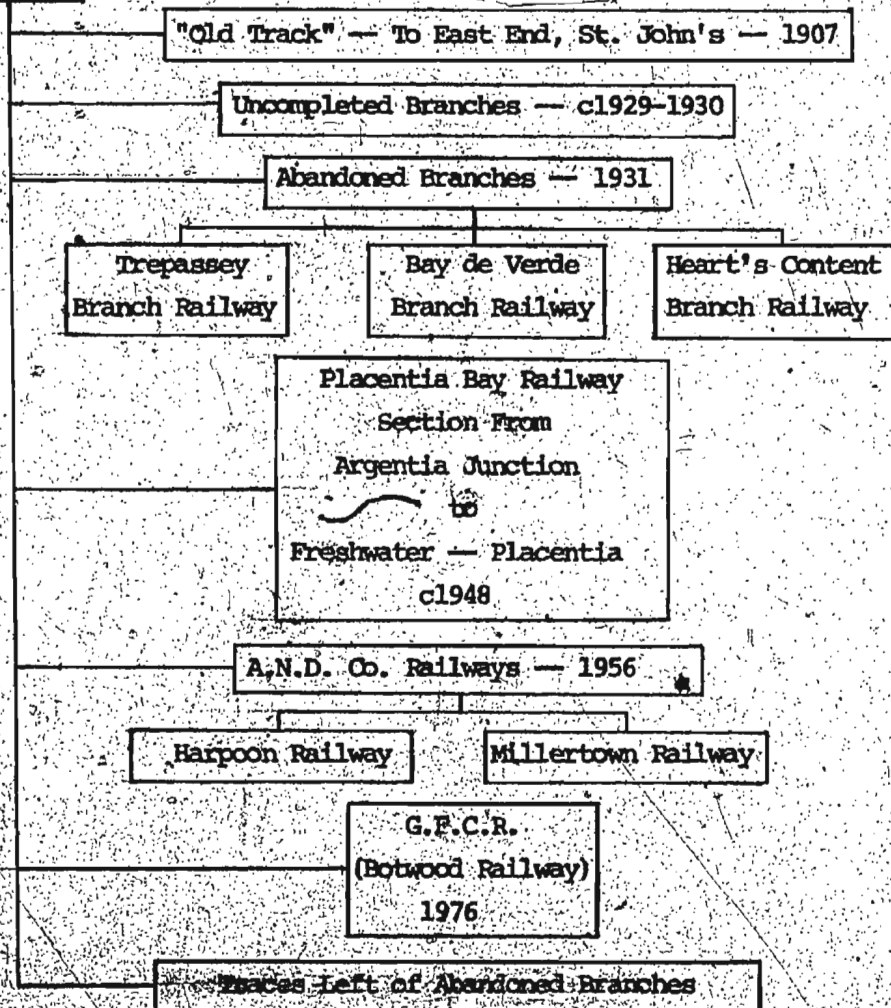 "Old Track" — To East End, St. John's — 1907
Uncompleted Branches — c1929-1930
Abandoned Branches — 1931
Trepassey
Branch Railway
Bay de Verde
Branch Railway
Heart's Content
Branch Railway
Placentia Bay Railway
Section From
Argentia Junction
to
Freshwater — Placentia
c1948
A.N.D. Co. Railways — 1956
Harpoon Railway
Millertown Railway
G.F.C.R.
(Botwood Railway)
1976
Traces Left of Abandoned Branches